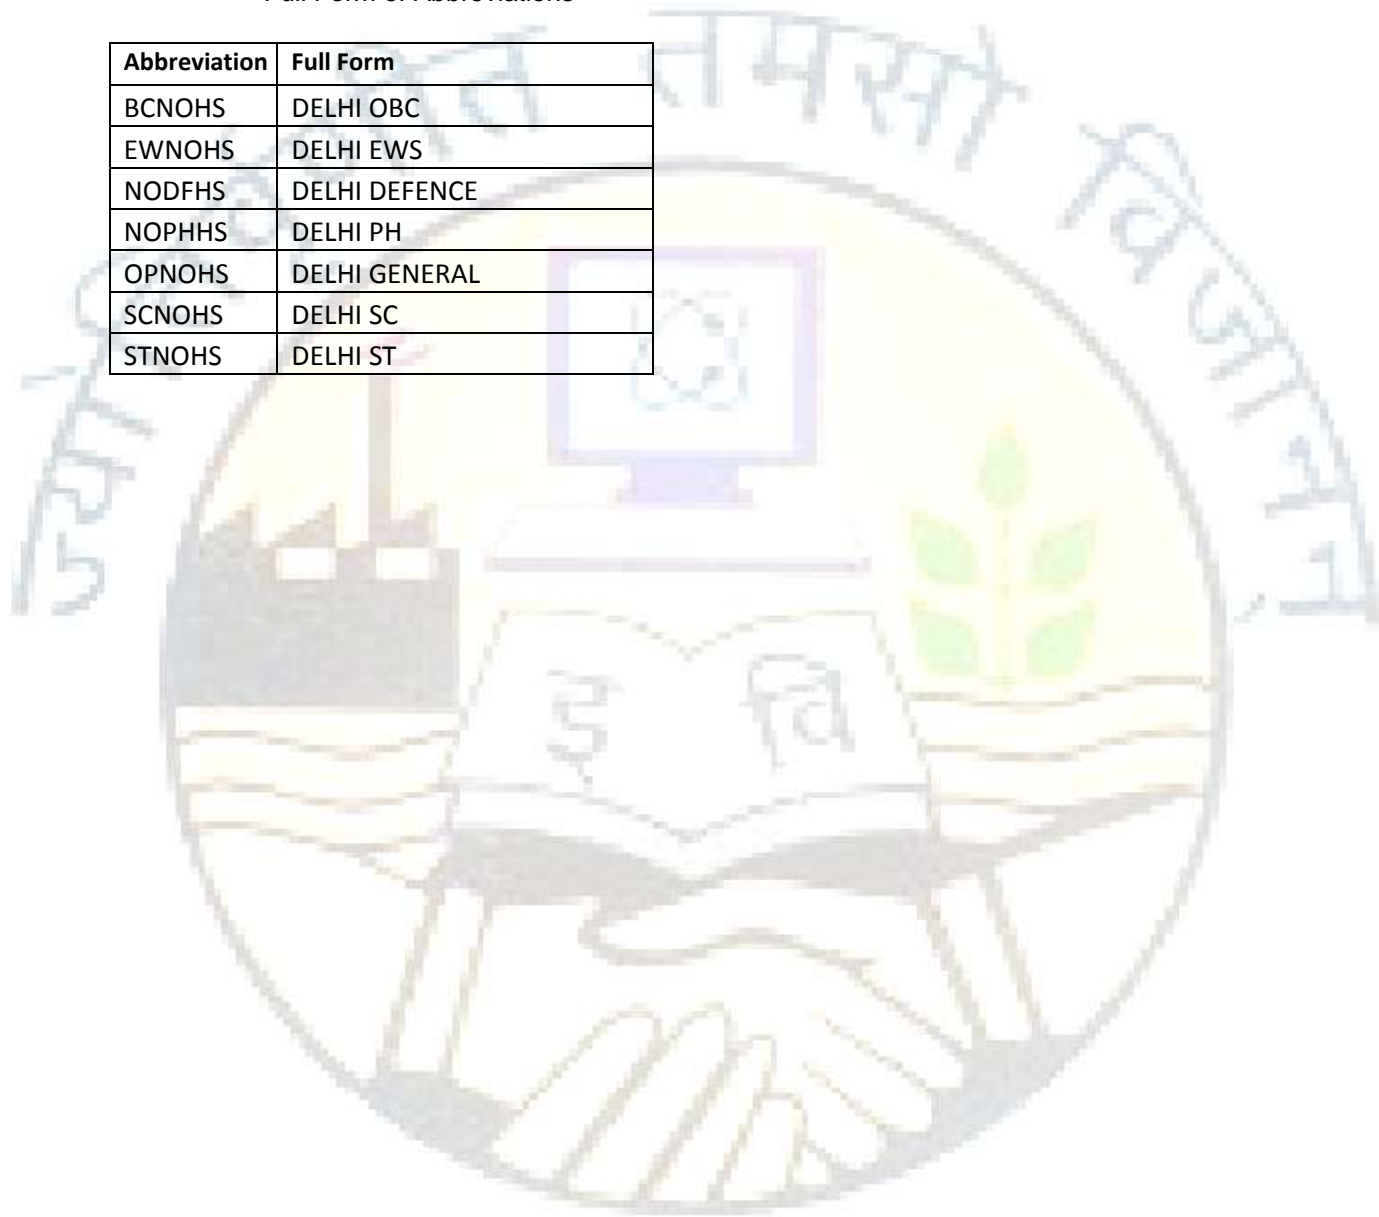 Full Form of Abbreviations
Abbreviation Full Form
BCNOHS DELHI OBC
EWNOHS DELHI EWS
NODFHS DELHI DEFENCE
NOPHHS DELHI PH
OPNOHS DELHI GENERAL
SCNOHS DELHI SC
STNOHS DELHI ST
इ वि